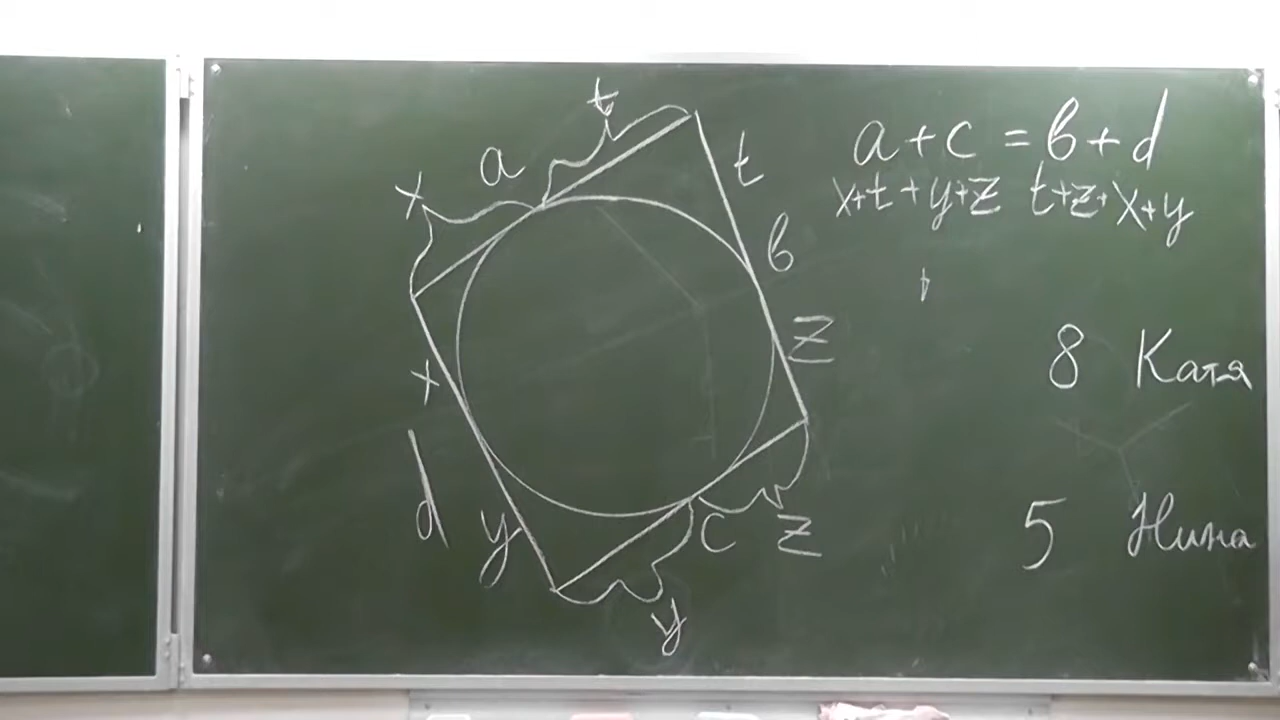 t
a
t
x
в
z
x
d
y
c
z
y
a + c = в + d
x+t + y+z t+z+x+y
8 Катя
5 Нина